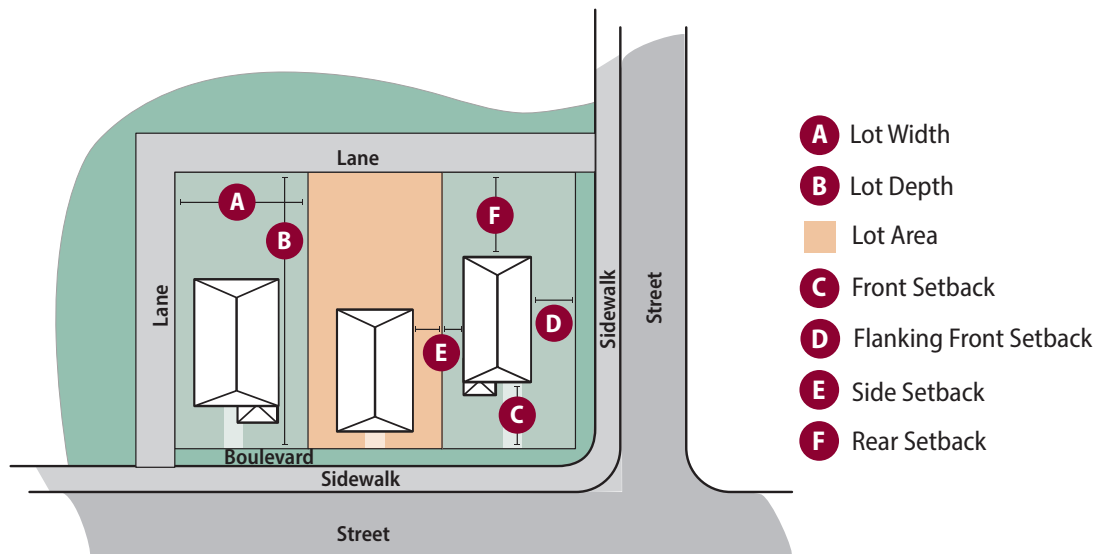 Lane
A
F
B
Lane
Sidewalk
Street
D
E
C
Boulevard
Sidewalk
Street
A Lot Width
B Lot Depth
Lot Area
C Front Setback
D Flanking Front Setback
E Side Setback
F Rear Setback